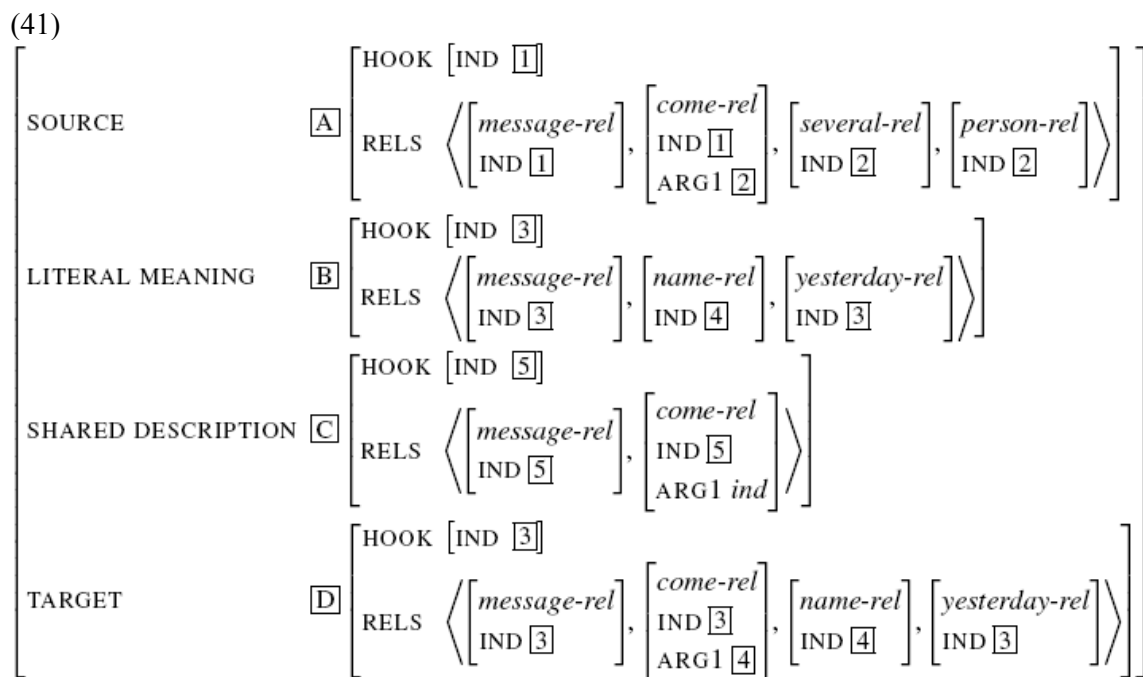 (41)
HOOK [IND 1]
SOURCE A
RELS ⟨[message-rel IND 1], [come-rel IND 1 ARG1 2], [several-rel IND 2], [person-rel IND 2]⟩
HOOK [IND 3]
LITERAL MEANING B
RELS ⟨[message-rel IND 3], [name-rel IND 4], [yesterday-rel IND 3]⟩
HOOK [IND 5]
SHARED DESCRIPTION C
RELS ⟨[message-rel IND 5], [come-rel IND 5 ARG1 ind]⟩
HOOK [IND 3]
TARGET D
RELS ⟨[message-rel IND 3], [come-rel IND 3 ARG1 4], [name-rel IND 4], [yesterday-rel IND 3]⟩